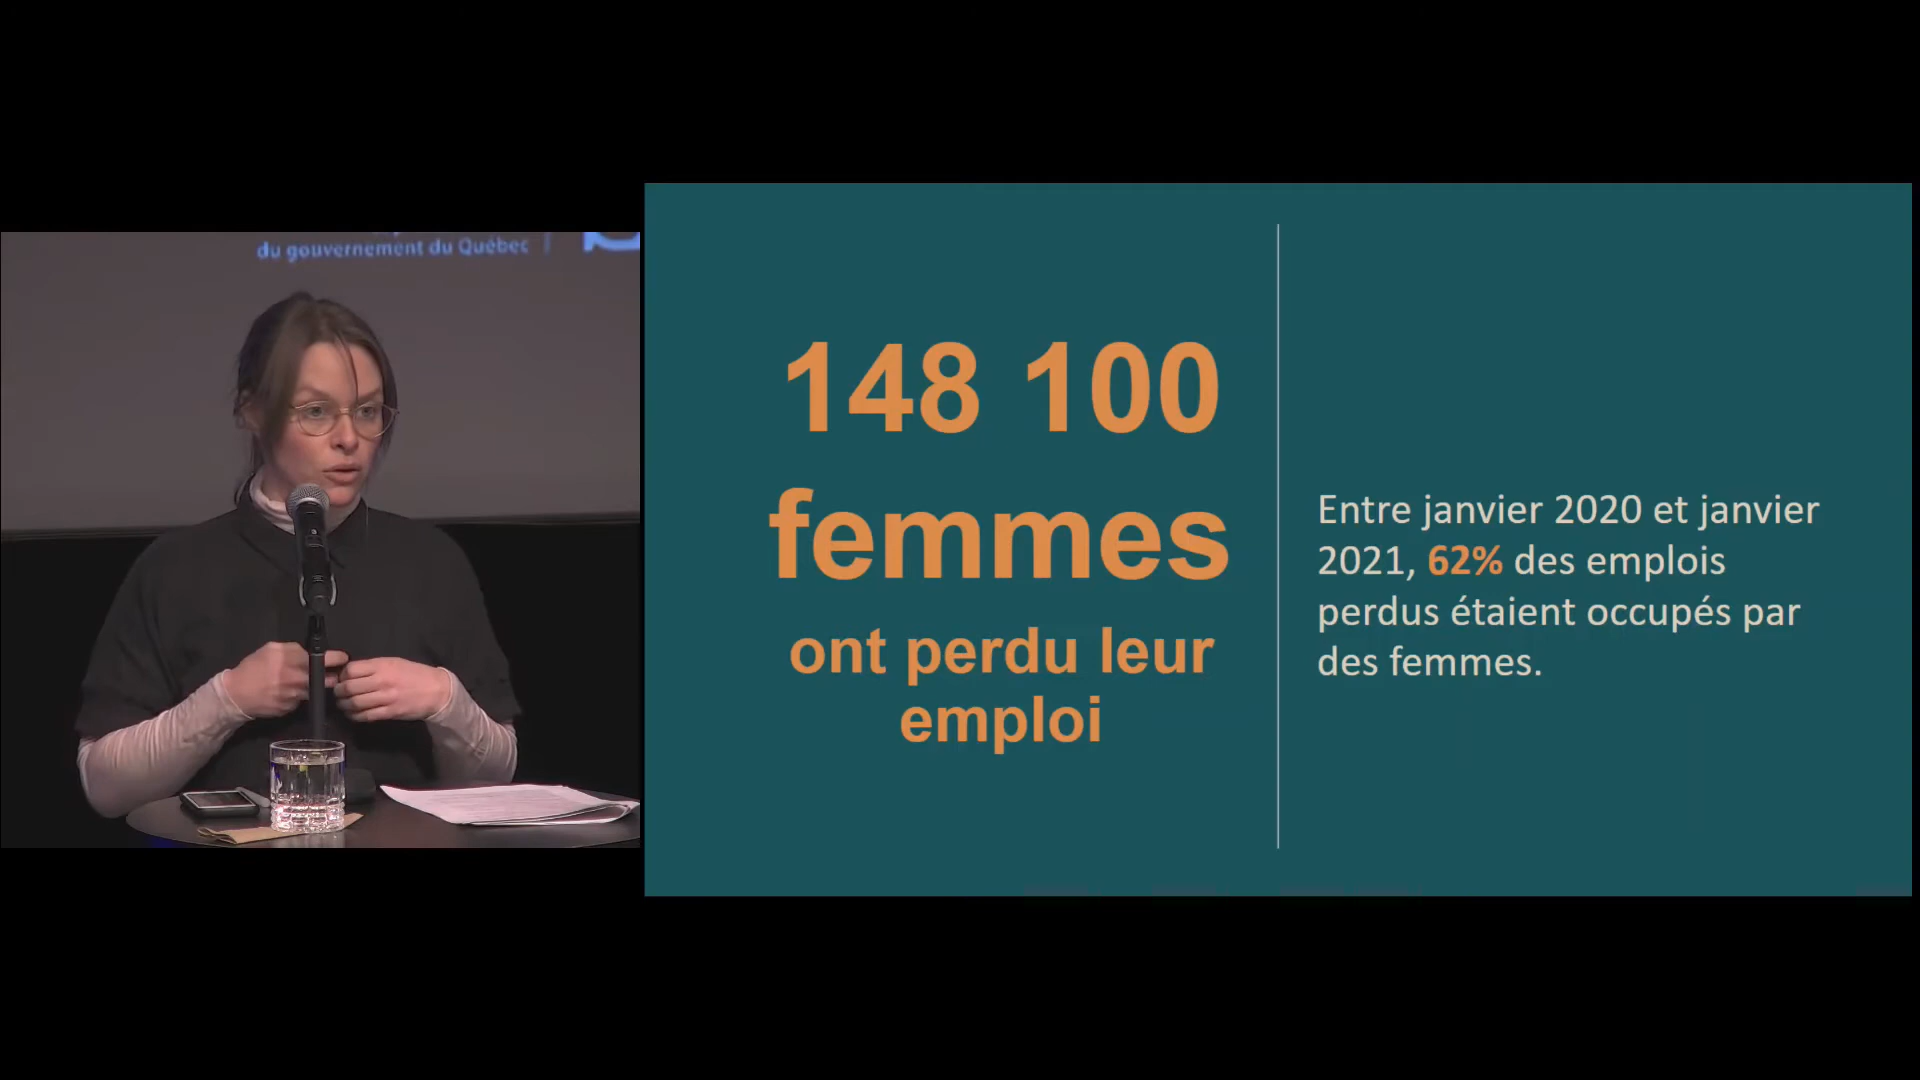 du gouvernement du Québec
148 100
femmes
ont perdu leur
emploi
Entre janvier 2020 et janvier
2021, 62% des emplois
perdus étaient occupés par
des femmes.